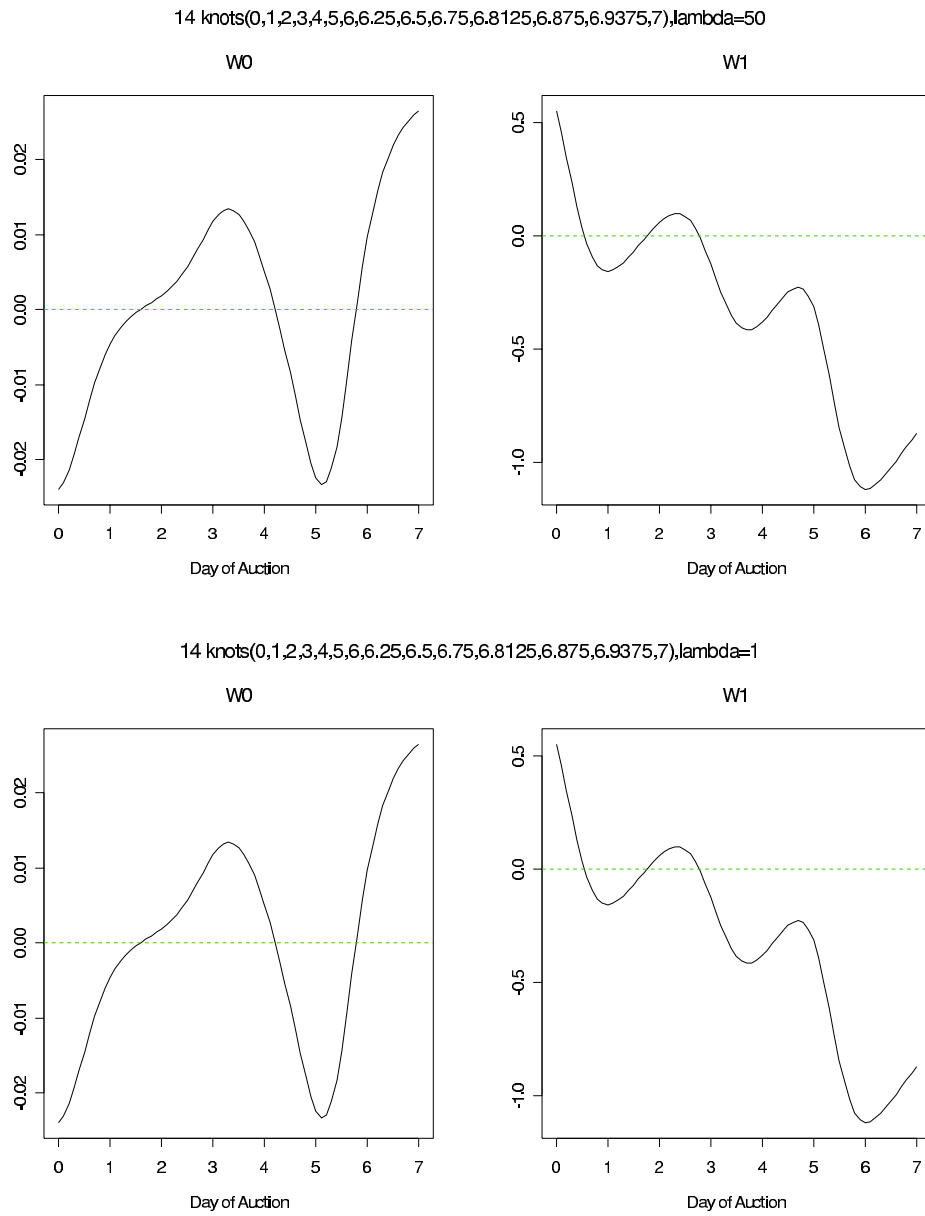 14 knots(0,1,2,3,4,5,6,6.25,6.5,6.75,6.8125,6.875,6.9375,7),lambda=50
W0
W1
0.02
0.01
0.00
-0.01
-0.02
0.5
0.0
-0.5
-1.0
0 1 2 3 4 5 6 7
0 1 2 3 4 5 6 7
Day of Auction
Day of Auction
14 knots(0,1,2,3,4,5,6,6.25,6.5,6.75,6.8125,6.875,6.9375,7),lambda=1
W0
W1
0.02
0.01
0.00
-0.01
-0.02
0.5
0.0
-0.5
-1.0
0 1 2 3 4 5 6 7
0 1 2 3 4 5 6 7
Day of Auction
Day of Auction